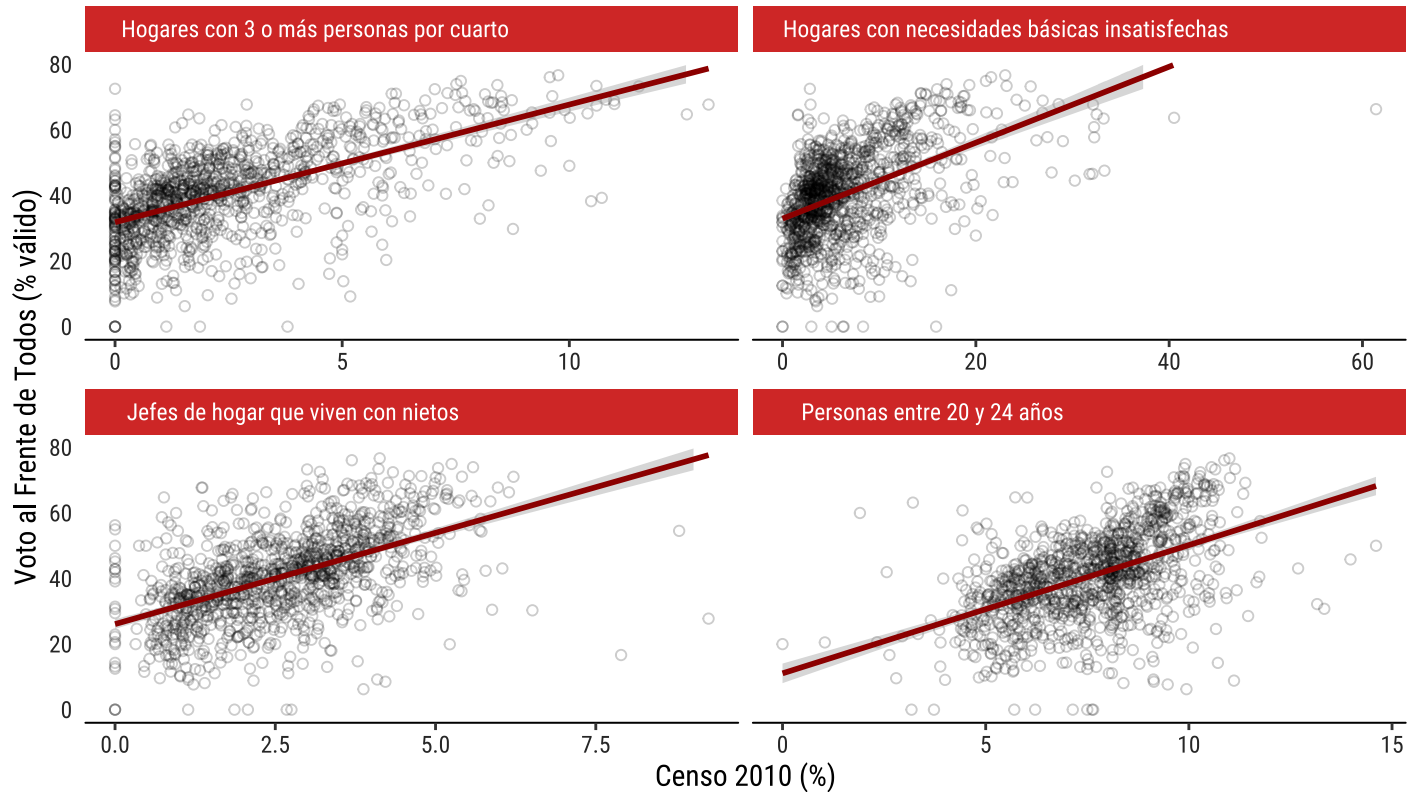 Hogares con 3 o más personas por cuarto
Hogares con necesidades básicas insatisfechas
80
60
40
20
0
0 5 10
0 20 40 60
Jefes de hogar que viven con nietos
Personas entre 20 y 24 años
80
60
40
20
0
0.0 2.5 5.0 7.5
0 5 10 15
Voto al Frente de Todos (% válido)
Censo 2010 (%)